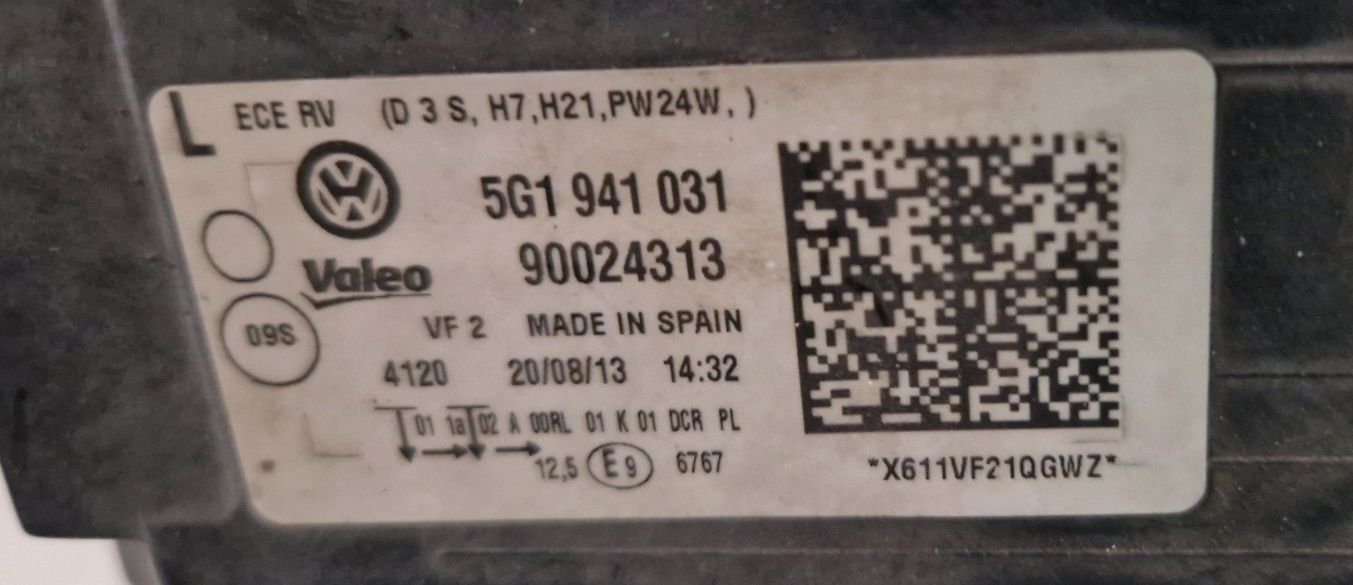 L
ECE RV (D 3 S, H7,H21,PW24W, )
VW
5G1 941 031
Valeo
90024313
09S
VF 2 MADE IN SPAIN
4120 20/08/13 14:32
01 1a 02 A 00RL 01 K 01 DCR PL
12,5 E9 6767
*X611VF21QGWZ*